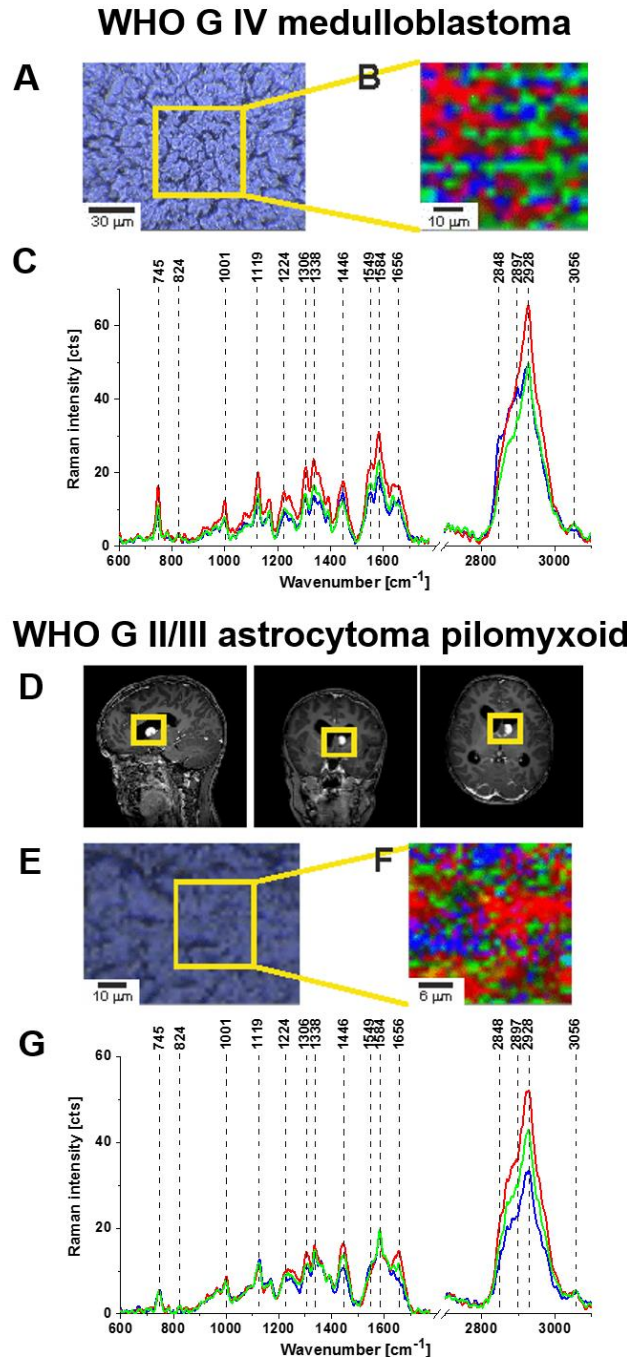 WHO G IV medulloblastoma
A
B
30 µm
10 µm
C
745
824
1001
1119
1224
1306
1338
1446
1549
1584
1656
2848
2897
2928
3056
Raman intensity [cts]
60
40
20
0
600 800 1000 1200 1400 1600 2800 3000
Wavenumber [cm-1]
WHO G II/III astrocytoma pilomyxoid
D
E
F
10 µm
6 µm
G
745
824
1001
1119
1224
1306
1338
1446
1549
1584
1656
2848
2897
2928
3056
Raman intensity [cts]
60
40
20
0
600 800 1000 1200 1400 1600 2800 3000
Wavenumber [cm-1]